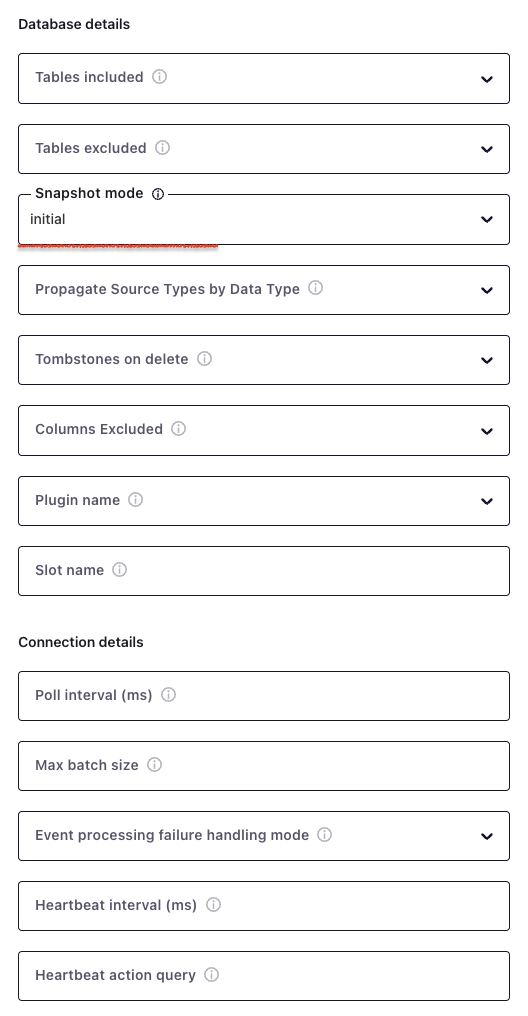 Database details
Tables included
Tables excluded
Snapshot mode
initial
Propagate Source Types by Data Type
Tombstones on delete
Columns Excluded
Plugin name
Slot name
Connection details
Poll interval (ms)
Max batch size
Event processing failure handling mode
Heartbeat interval (ms)
Heartbeat action query